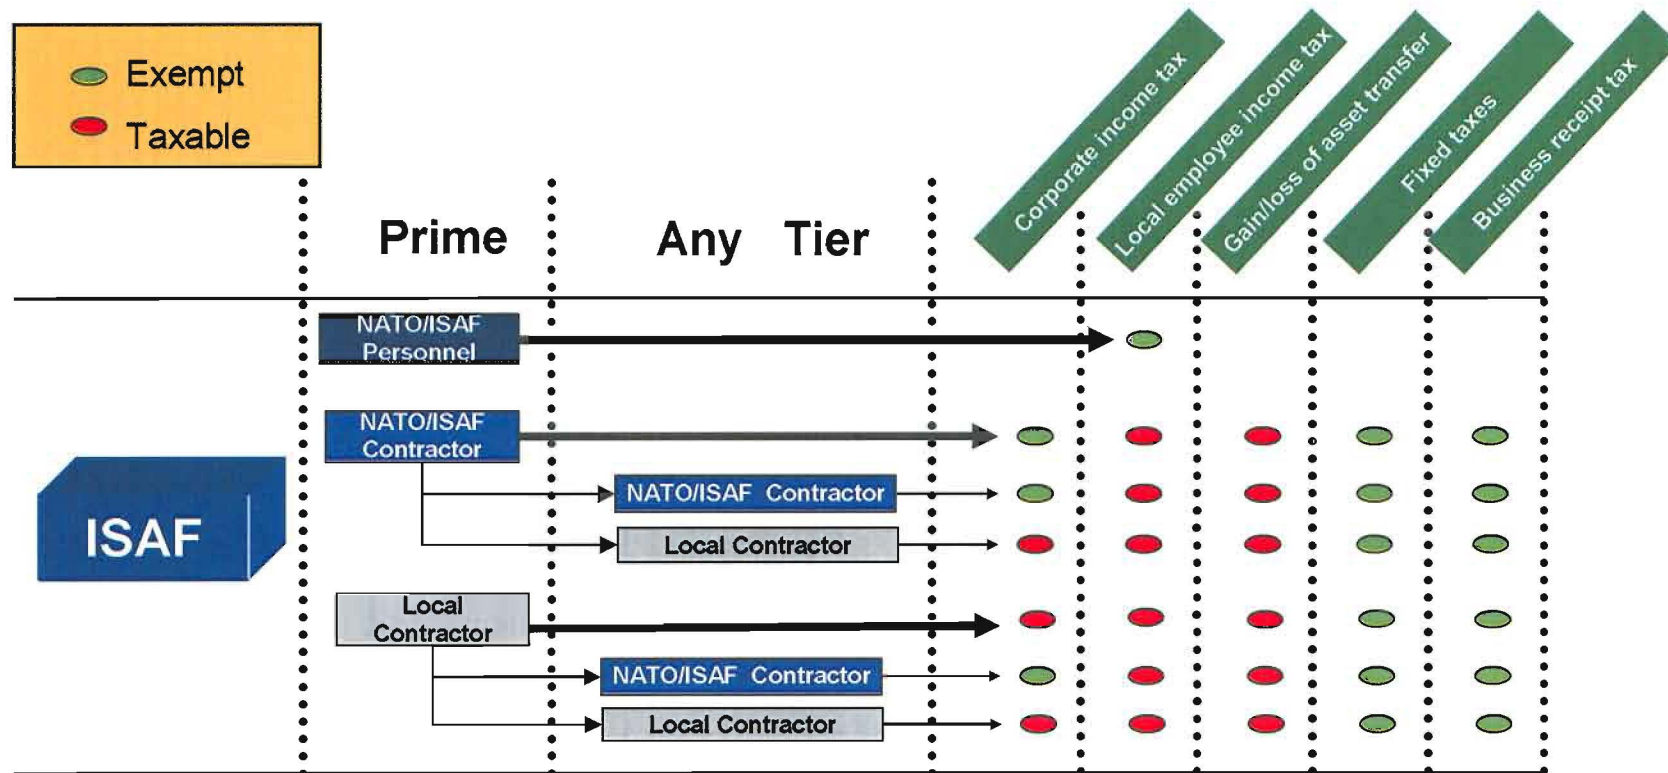 Exempt
Taxable
Prime
Any Tier
Corporate income tax
Local employee income tax
Gain/loss of asset transfer
Fixed taxes
Business receipt tax
NATO/ISAF
Personnel
NATO/ISAF
Contractor
NATO/ISAF Contractor
Local Contractor
ISAF
Local
Contractor
NATO/ISAF Contractor
Local Contractor